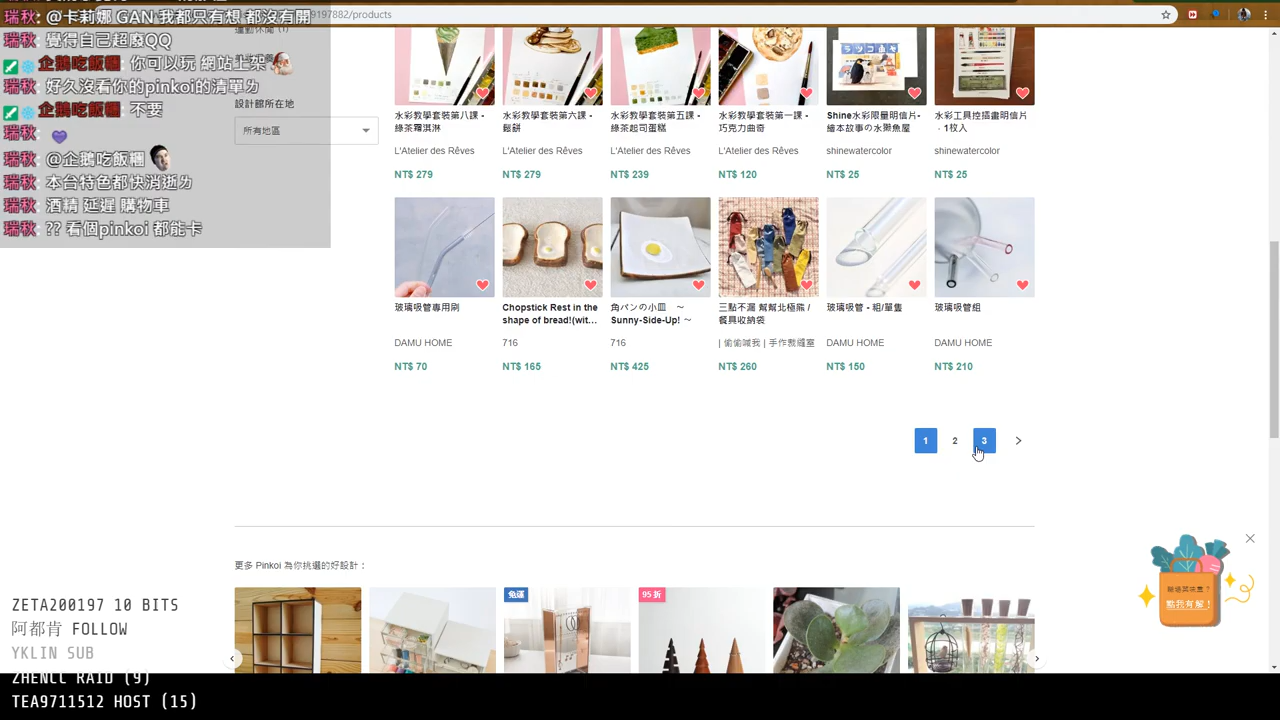 瑞秋: @卡莉娜 GAN 我都只有想 都沒有開
瑞秋: 覺得自己超廢QQ
企鵝吃飯糰: 你可以玩 網站上架
瑞秋: 好久沒看你的pinkoi的清單ㄌ
企鵝吃飯糰: 不要
瑞秋:
瑞秋: @企鵝吃飯糰
瑞秋: 本台特色都快消逝ㄌ
瑞秋: 酒精 延遲 購物車
瑞秋: ?? 看個pinkoi 都能卡
9197882/products
設計館所在地
所有地區
水彩教學套裝第八課 - 綠茶霜淇淋
L'Atelier des Rêves
NT$ 279
水彩教學套裝第六課 - 鬆餅
L'Atelier des Rêves
NT$ 279
水彩教學套裝第五課 - 綠茶起司蛋糕
L'Atelier des Rêves
NT$ 239
水彩教學套裝第一課 - 巧克力曲奇
L'Atelier des Rêves
NT$ 120
Shine水彩限量明信片- 繪本故事の水獺魚屋
shinewatercolor
NT$ 25
水彩工具控插畫明信片 - 1枚入
shinewatercolor
NT$ 25
玻璃吸管專用刷
DAMU HOME
NT$ 70
Chopstick Rest in the shape of bread!(wit...
716
NT$ 165
角パンの小皿 ～ Sunny-Side-Up! ～
716
NT$ 425
三點不漏 幫幫北極熊 / 餐具收納袋
| 偷偷喊我 | 手作裁縫室
NT$ 260
玻璃吸管 - 粗/單隻
DAMU HOME
NT$ 150
玻璃吸管組
DAMU HOME
NT$ 210
1 2 3
更多 Pinkoi 為你挑選的好設計：
免運
95 折
點我有解！
ZETA200197 10 BITS
阿都肯 FOLLOW
YKLIN SUB
ZHENCC RAID (9)
TEA9711512 HOST (15)